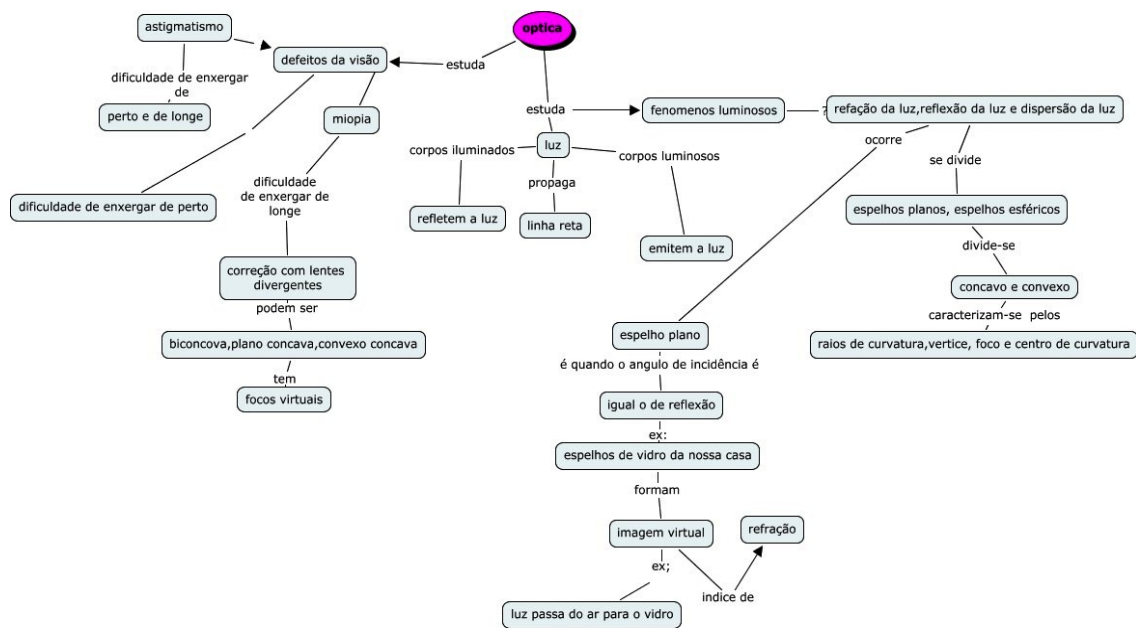 optica
estuda
astigmatismo
defeitos da visão
dificuldade de enxergar
de
perto e de longe
miopia
dificuldade de enxergar de perto
dificuldade
de enxergar de
longe
correção com lentes
divergentes
podem ser
biconcova,plano concava,convexo concava
tem
focos virtuais
estuda
fenomenos luminosos
?
refação da luz,reflexão da luz e dispersão da luz
luz
corpos iluminados
refletem a luz
propaga
linha reta
corpos luminosos
emitem a luz
ocorre
se divide
espelhos planos, espelhos esféricos
divide-se
concavo e convexo
caracterizam-se pelos
raios de curvatura,vertice, foco e centro de curvatura
espelho plano
é quando o angulo de incidência é
igual o de reflexão
ex:
espelhos de vidro da nossa casa
formam
imagem virtual
refração
ex;
indice de
luz passa do ar para o vidro